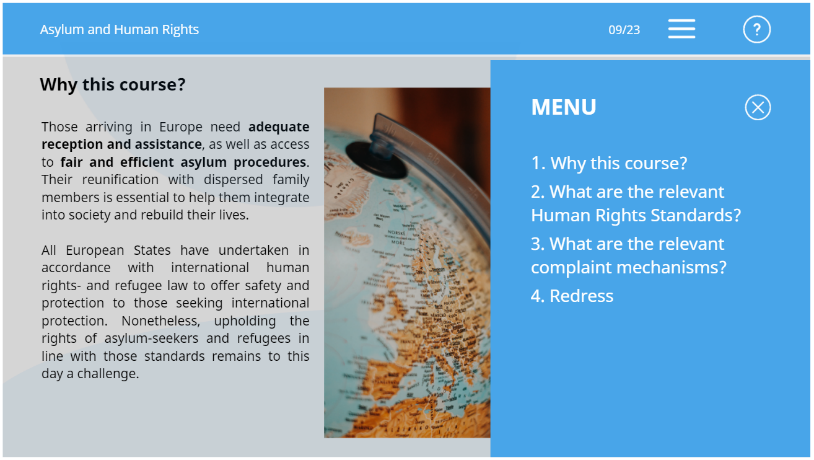 Asylum and Human Rights
09/23
?
Why this course?
Those arriving in Europe need adequate
reception and assistance, as well as access
to fair and efficient asylum procedures.
Their reunification with dispersed family
members is essential to help them integrate
into society and rebuild their lives.
All European States have undertaken in
accordance with international human
rights- and refugee law to offer safety and
protection to those seeking international
protection. Nonetheless, upholding the
rights of asylum-seekers and refugees in
line with those standards remains to this
day a challenge.
MENU
1. Why this course?
2. What are the relevant
Human Rights Standards?
3. What are the relevant
complaint mechanisms?
4. Redress